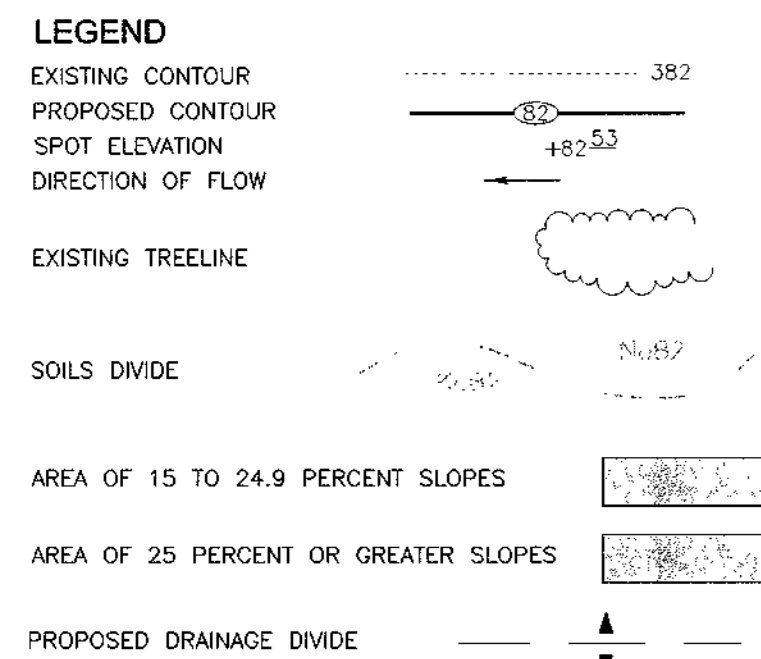 LEGEND
EXISTING CONTOUR 382
PROPOSED CONTOUR 82
SPOT ELEVATION +82 53
DIRECTION OF FLOW
EXISTING TREELINE
SOILS DIVIDE
AREA OF 15 TO 24.9 PERCENT SLOPES
AREA OF 25 PERCENT OR GREATER SLOPES
PROPOSED DRAINAGE DIVIDE